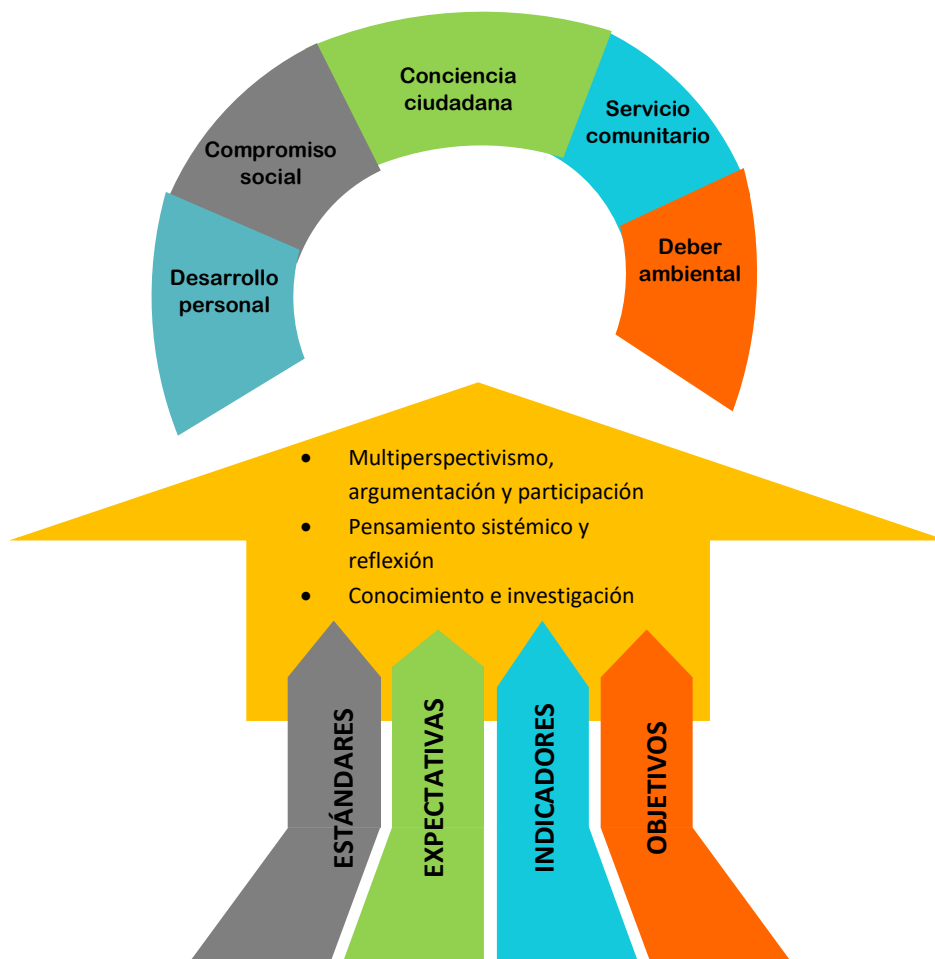 Conciencia
ciudadana
Servicio
comunitario
Compromiso
social
Deber
ambiental
Desarrollo
personal
• Multiperspectivismo,
argumentación y participación
• Pensamiento sistémico y
reflexión
• Conocimiento e investigación
ESTÁNDARES
EXPECTATIVAS
INDICADORES
OBJETIVOS